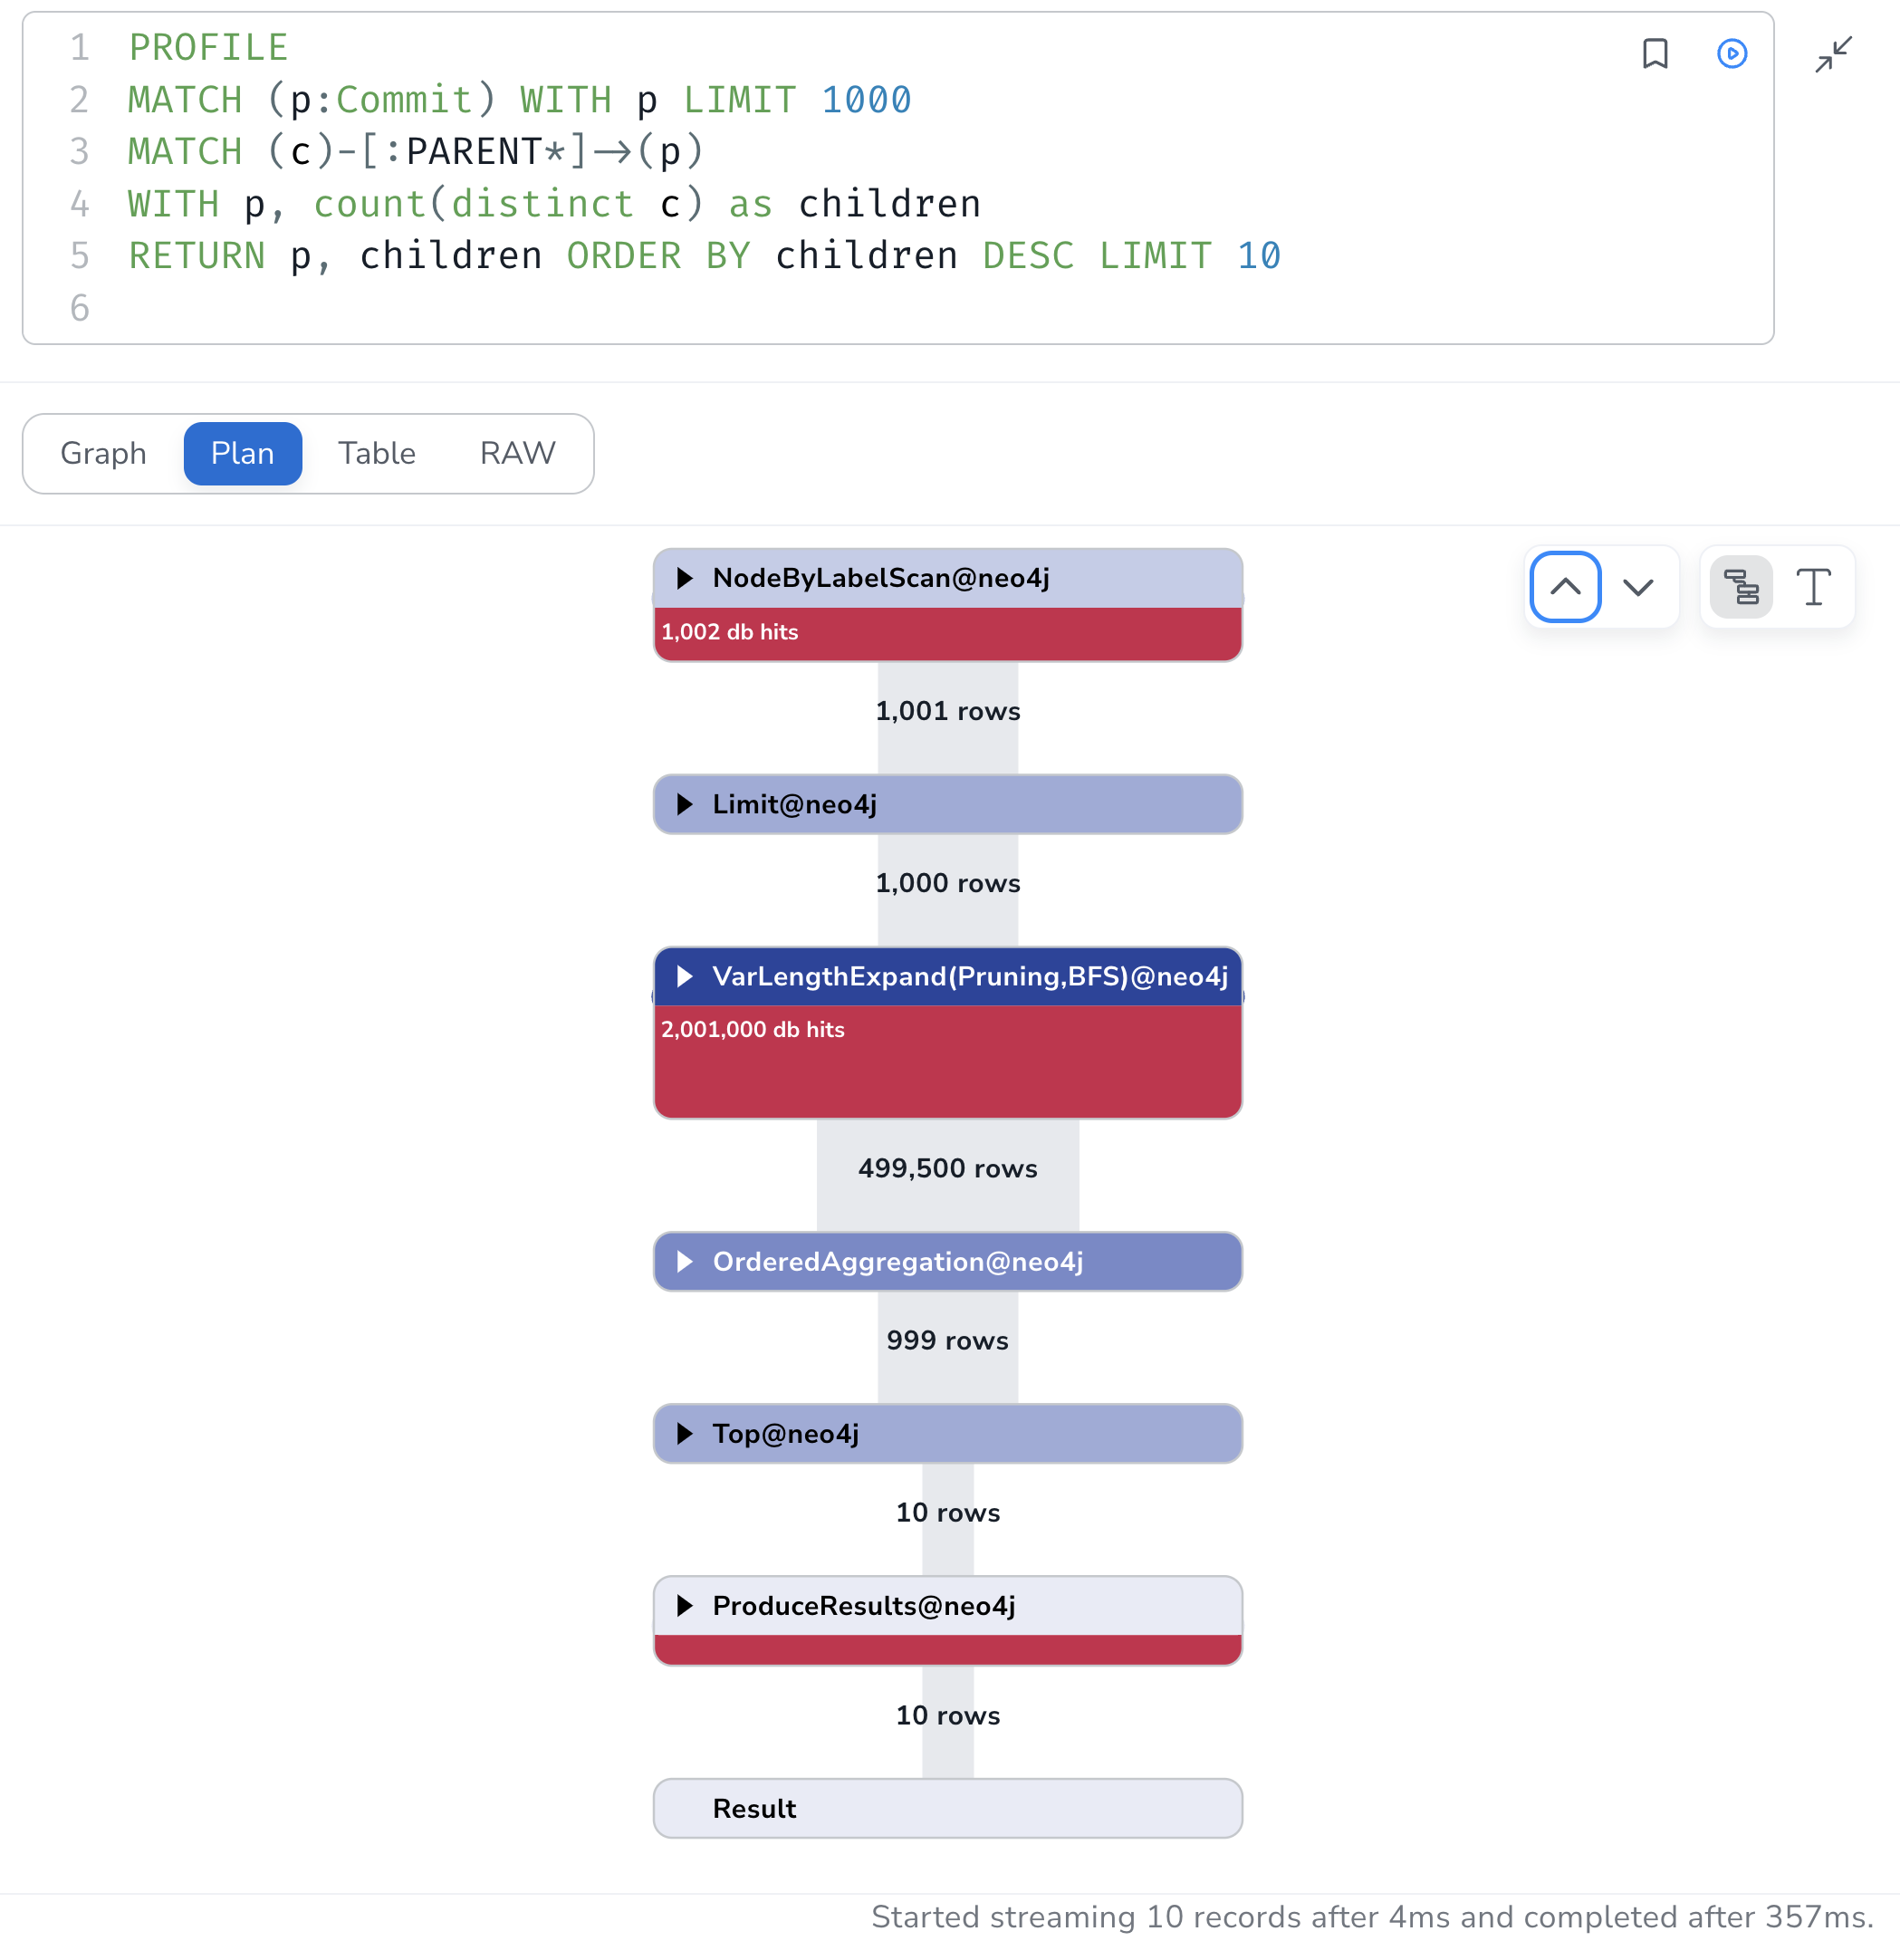 1 PROFILE
2 MATCH (p:Commit) WITH p LIMIT 1000
3 MATCH (c)-[:PARENT*]->(p)
4 WITH p, count(distinct c) as children
5 RETURN p, children ORDER BY children DESC LIMIT 10
6
Graph Plan Table RAW
NodeByLabelScan@neo4j
1,002 db hits
1,001 rows
Limit@neo4j
1,000 rows
VarLengthExpand(Pruning,BFS)@neo4j
2,001,000 db hits
499,500 rows
OrderedAggregation@neo4j
999 rows
Top@neo4j
10 rows
ProduceResults@neo4j
10 rows
Result
Started streaming 10 records after 4ms and completed after 357ms.